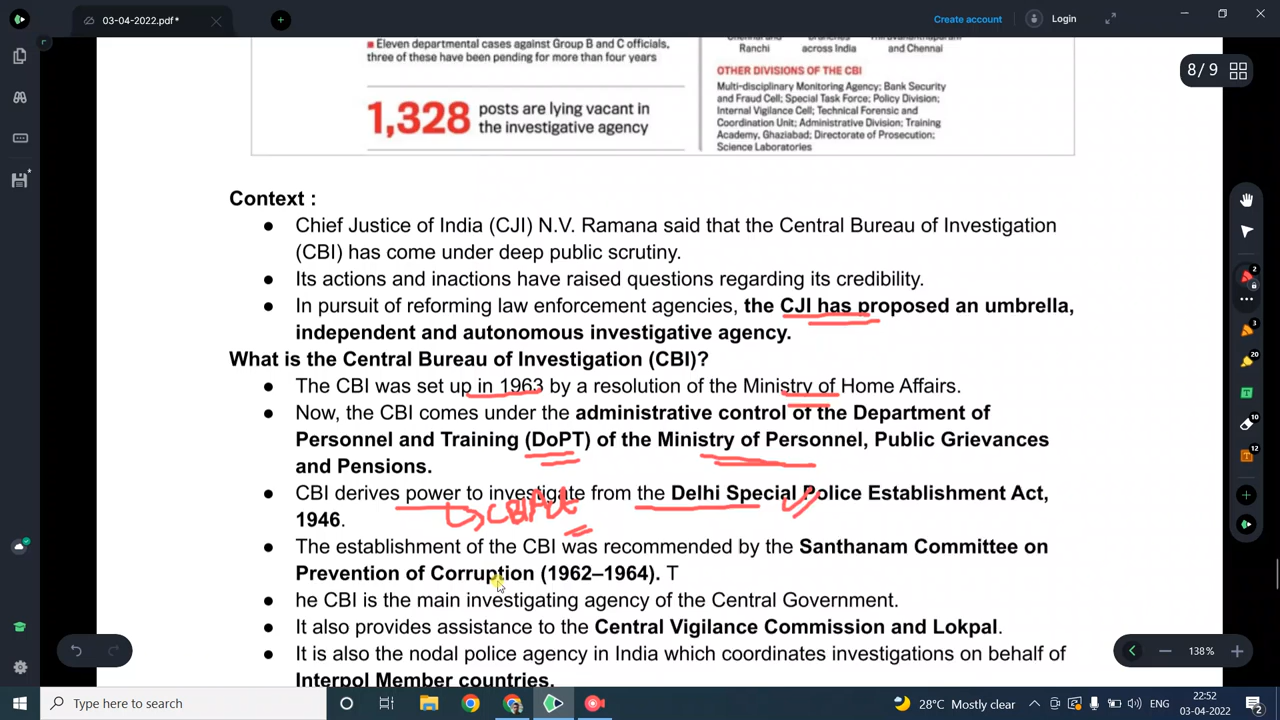 03-04-2022.pdf*
Create account
Login
8/9
Eleven departmental cases against Group B and C officials,
three of these have been pending for more than four years
1,328 posts are lying vacant in
the investigative agency
Ranchi
across India
and Chennai
OTHER DIVISIONS OF THE CBI
Multi-disciplinary Monitoring Agency; Bank Security
and Fraud Cell; Special Task Force; Policy Division;
Internal Vigilance Cell; Technical Forensic and
Coordination Unit; Administrative Division; Training
Academy, Ghaziabad; Directorate of Prosecution;
Science Laboratories
Context :
● Chief Justice of India (CJI) N.V. Ramana said that the Central Bureau of Investigation
(CBI) has come under deep public scrutiny.
● Its actions and inactions have raised questions regarding its credibility.
● In pursuit of reforming law enforcement agencies, the CJI has proposed an umbrella,
independent and autonomous investigative agency.
What is the Central Bureau of Investigation (CBI)?
● The CBI was set up in 1963 by a resolution of the Ministry of Home Affairs.
● Now, the CBI comes under the administrative control of the Department of
Personnel and Training (DoPT) of the Ministry of Personnel, Public Grievances
and Pensions.
● CBI derives power to investigate from the Delhi Special Police Establishment Act,
1946.
CBI Act
● The establishment of the CBI was recommended by the Santhanam Committee on
Prevention of Corruption (1962–1964). T
● he CBI is the main investigating agency of the Central Government.
● It also provides assistance to the Central Vigilance Commission and Lokpal.
● It is also the nodal police agency in India which coordinates investigations on behalf of
Interpol Member countries.
138%
Type here to search
28°C Mostly clear
ENG
22:52
03-04-2022